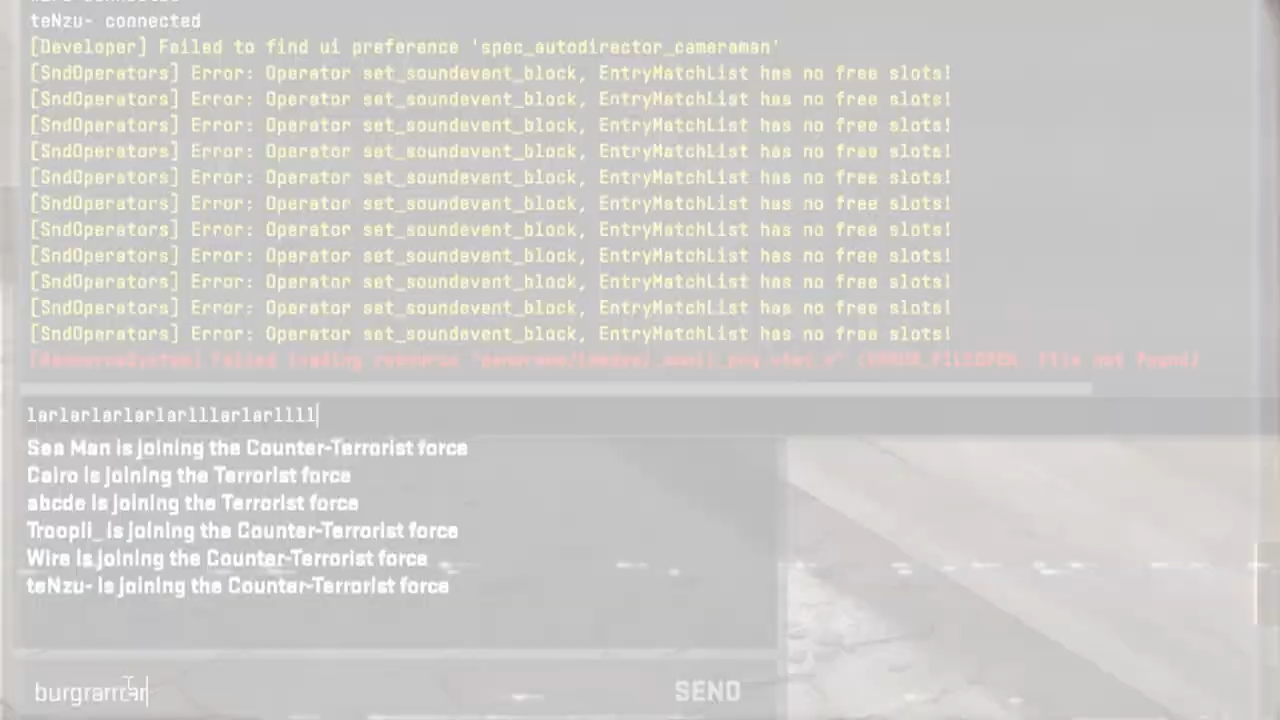 teNzu- connected
[Developer] Failed to find ui preference 'spec_autodirector_cameraman'
[SndOperators] Error: Operator set_soundevent_block, EntryMatchList has no free slots!
[SndOperators] Error: Operator set_soundevent_block, EntryMatchList has no free slots!
[SndOperators] Error: Operator set_soundevent_block, EntryMatchList has no free slots!
[SndOperators] Error: Operator set_soundevent_block, EntryMatchList has no free slots!
[SndOperators] Error: Operator set_soundevent_block, EntryMatchList has no free slots!
[SndOperators] Error: Operator set_soundevent_block, EntryMatchList has no free slots!
[SndOperators] Error: Operator set_soundevent_block, EntryMatchList has no free slots!
[SndOperators] Error: Operator set_soundevent_block, EntryMatchList has no free slots!
[SndOperators] Error: Operator set_soundevent_block, EntryMatchList has no free slots!
[SndOperators] Error: Operator set_soundevent_block, EntryMatchList has no free slots!
[SndOperators] Error: Operator set_soundevent_block, EntryMatchList has no free slots!
[ResourceSystem] Failed loading resource File not found)
larlarlarlarlarlllarlarllll
Sea Man is joining the Counter-Terrorist force
Cairo is joining the Terrorist force
abcde is joining the Terrorist force
Troopli_ is joining the Counter-Terrorist force
Wire is joining the Counter-Terrorist force
teNzu- is joining the Counter-Terrorist force
SEND